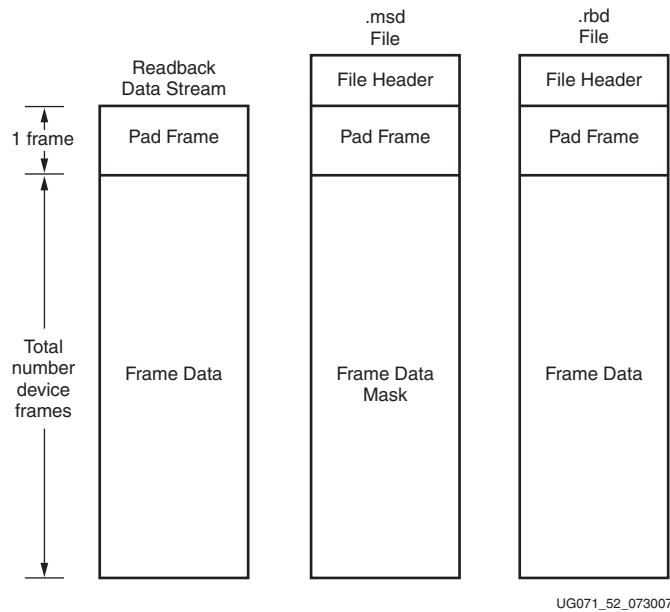 .msd
File
.rbd
File
Readback
Data Stream
File Header
File Header
1 frame
Pad Frame
Pad Frame
Pad Frame
Total
number
device
frames
Frame Data
Frame Data
Mask
Frame Data
UG071_52_073007